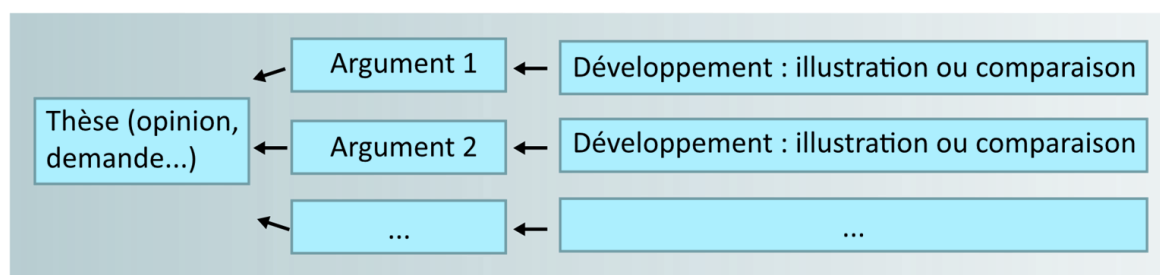 Thèse (opinion,
demande...)
Argument 1
Développement : illustration ou comparaison
Argument 2
Développement : illustration ou comparaison
...
...